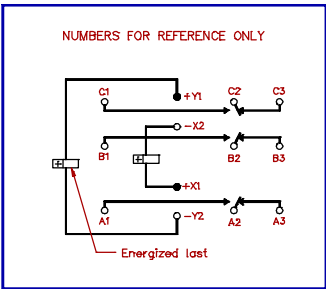 NUMBERS FOR REFERENCE ONLY
C1 +Y1 C2 C3
-X2
B1 B2 B3
+X1
A1 -Y2 A2 A3
Energized last